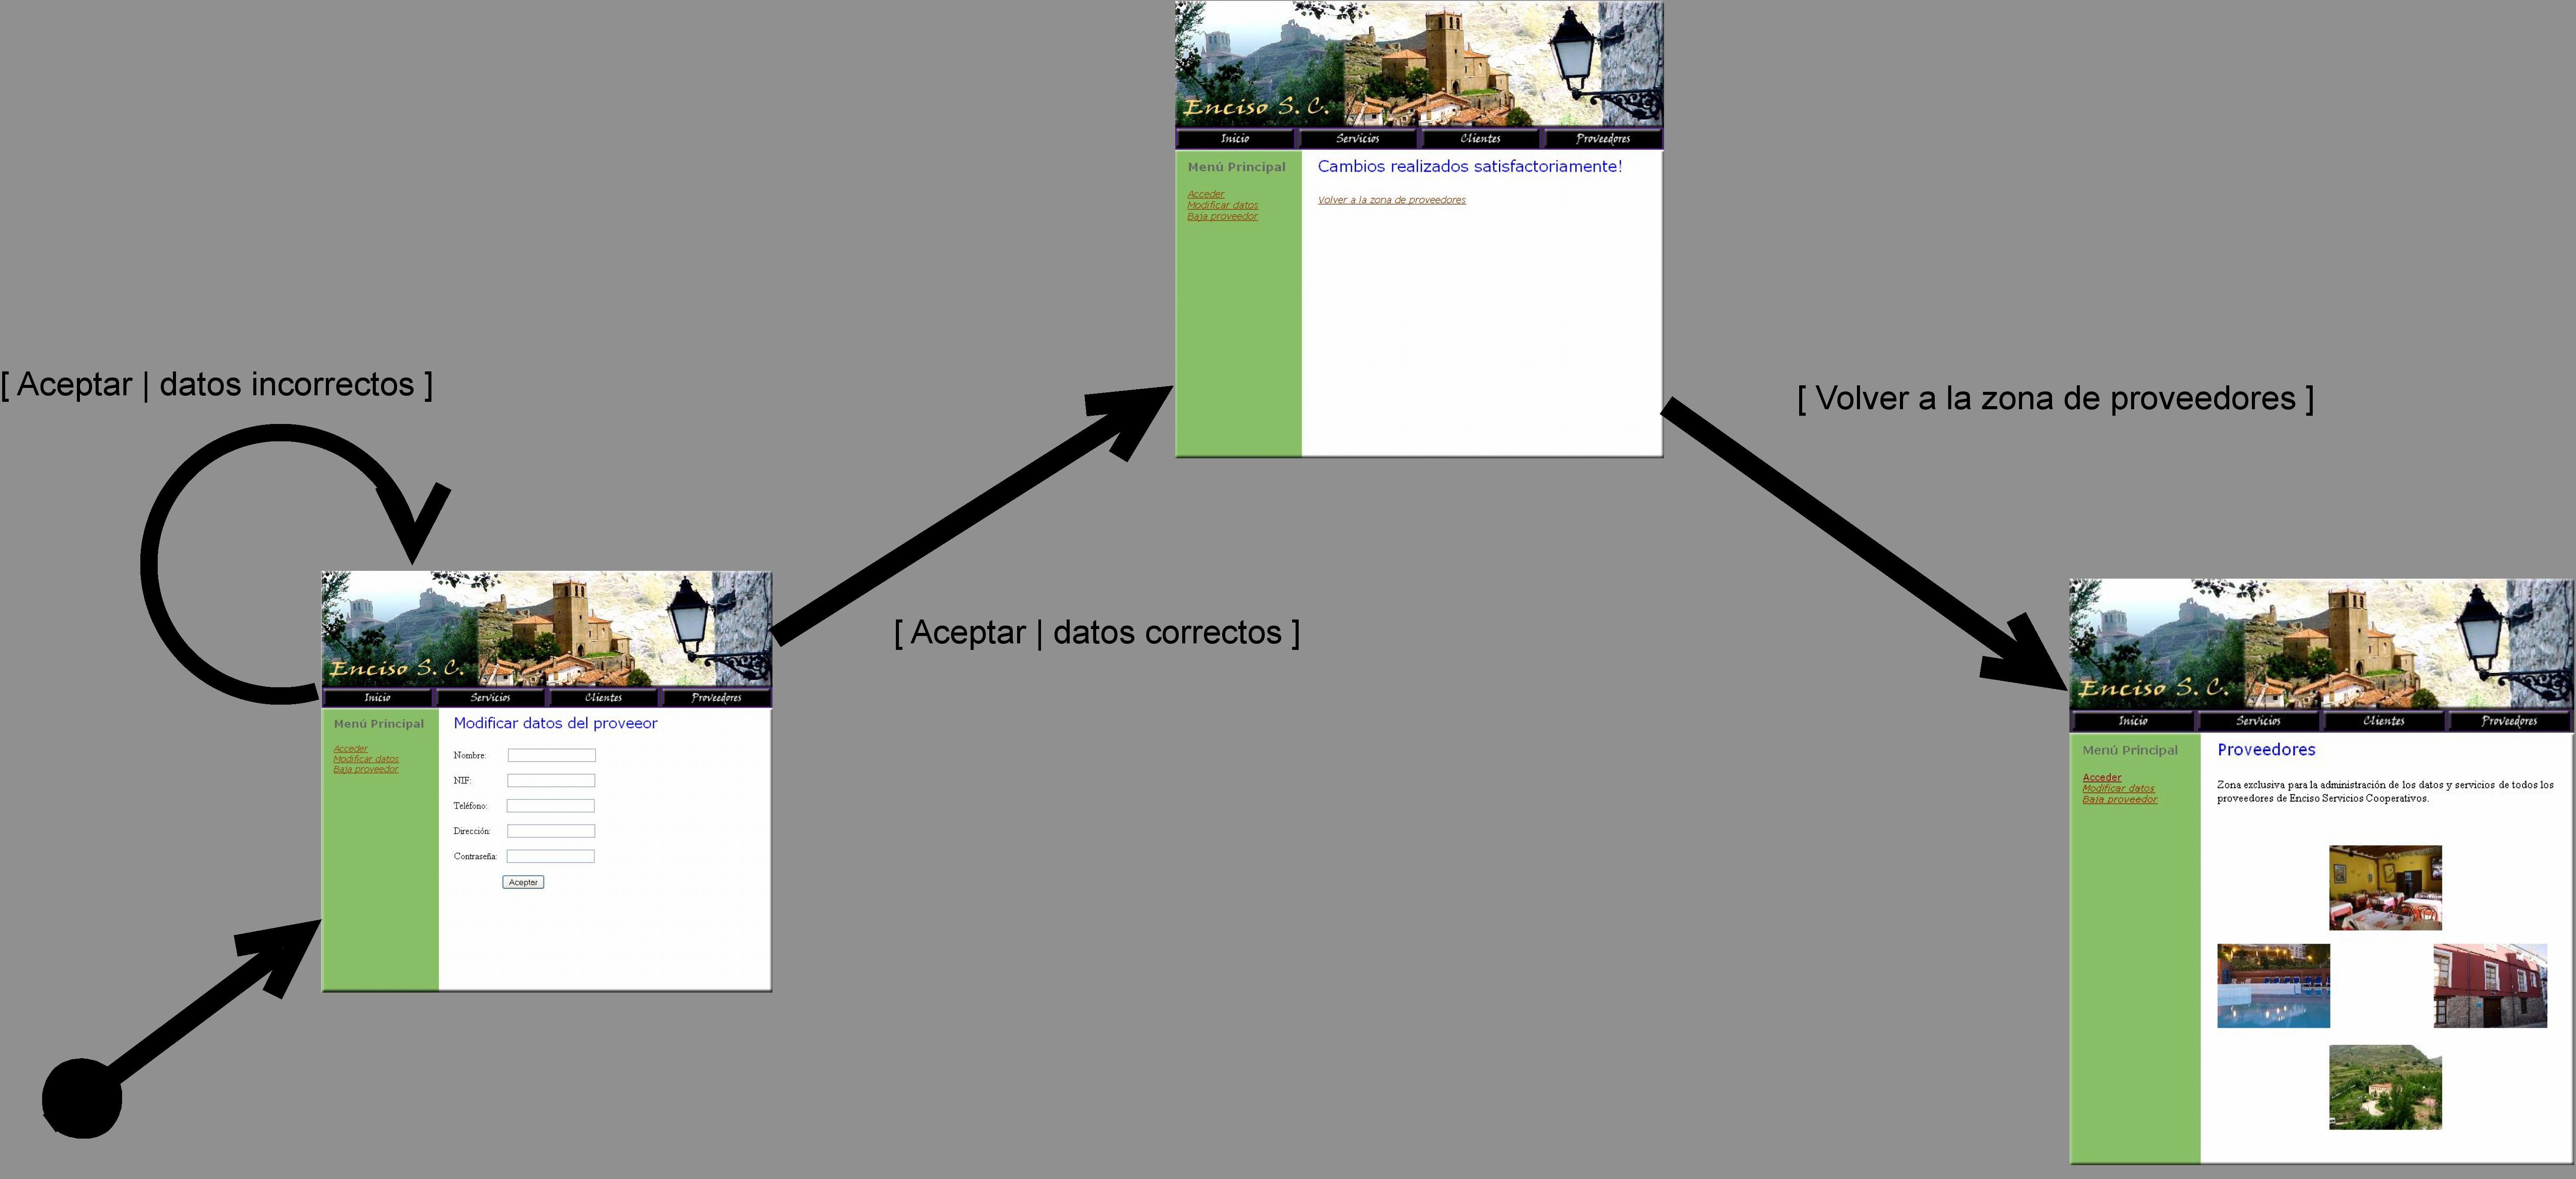 Enciso S. C.
Inicio Servicios Clientes Proveedores
Menú Principal
Acceder
Modificar datos
Baja proveedor
Cambios realizados satisfactoriamente!
Volver a la zona de proveedores
[ Aceptar | datos incorrectos ]
[ Volver a la zona de proveedores ]
[ Aceptar | datos correctos ]
Enciso S. C.
Inicio Servicios Clientes Proveedores
Menú Principal
Acceder
Modificar datos
Baja proveedor
Modificar datos del proveeor
Nombre:
NIF:
Teléfono:
Dirección:
Contraseña:
Aceptar
Enciso S. C.
Inicio Servicios Clientes Proveedores
Menú Principal
Acceder
Modificar datos
Baja proveedor
Proveedores
Zona exclusiva para la administración de los datos y servicios de todos los
proveedores de Enciso Servicios Cooperativos.